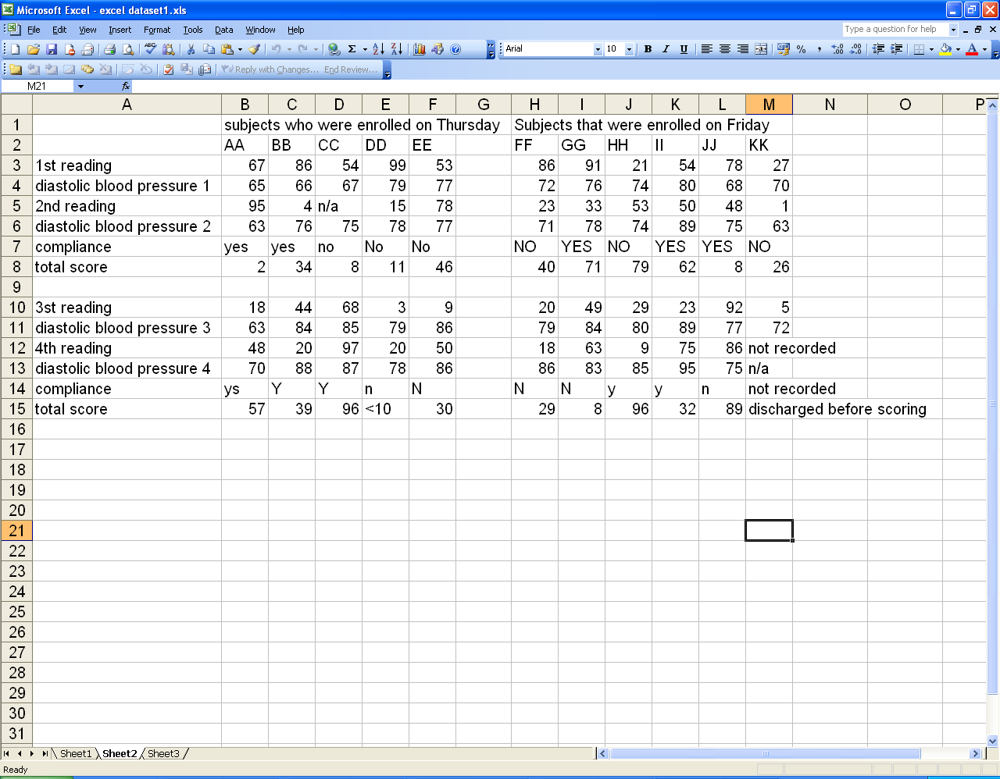 Microsoft Excel - excel dataset1.xls
File Edit View Insert Format Tools Data Window Help Type a question for help
Arial 10 B I U
Reply with Changes... End Review...
M21 fx
A B C D E F G H I J K L M N O P
1 subjects who were enrolled on Thursday Subjects that were enrolled on Friday
2 AA BB CC DD EE FF GG HH II JJ KK
3 1st reading 67 86 54 99 53 86 91 21 54 78 27
4 diastolic blood pressure 1 65 66 67 79 77 72 76 74 80 68 70
5 2nd reading 95 4 n/a 15 78 23 33 53 50 48 1
6 diastolic blood pressure 2 63 76 75 78 77 71 78 74 89 75 63
7 compliance yes yes no No No NO YES NO YES YES NO
8 total score 2 34 8 11 46 40 71 79 62 8 26
9
10 3st reading 18 44 68 3 9 20 49 29 23 92 5
11 diastolic blood pressure 3 63 84 85 79 86 79 84 80 89 77 72
12 4th reading 48 20 97 20 50 18 63 9 75 86 not recorded
13 diastolic blood pressure 4 70 88 87 78 86 86 83 85 95 75 n/a
14 compliance ys Y Y n N N N y y n not recorded
15 total score 57 39 96 <10 30 29 8 96 32 89 discharged before scoring
16
17
18
19
20
21
22
23
24
25
26
27
28
29
30
31
Sheet1 Sheet2 Sheet3
Ready